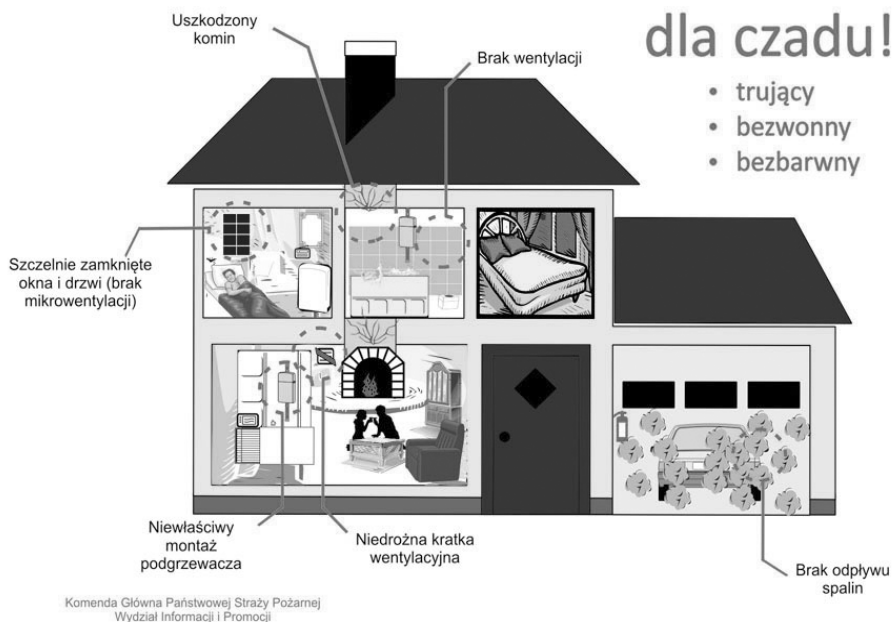 dla czadu!
• trujący
• bezwonny
• bezbarwny
Uszkodzony
komin
Brak wentylacji
Szczelnie zamknięte
okna i drzwi (brak
mikrowentylacji)
Niewłaściwy
montaż
podgrzewacza
Niedrożna kratka
wentylacyjna
Brak odpływu
spalin
Komenda Główna Państwowej Straży Pożarnej
Wydział Informacji i Promocji